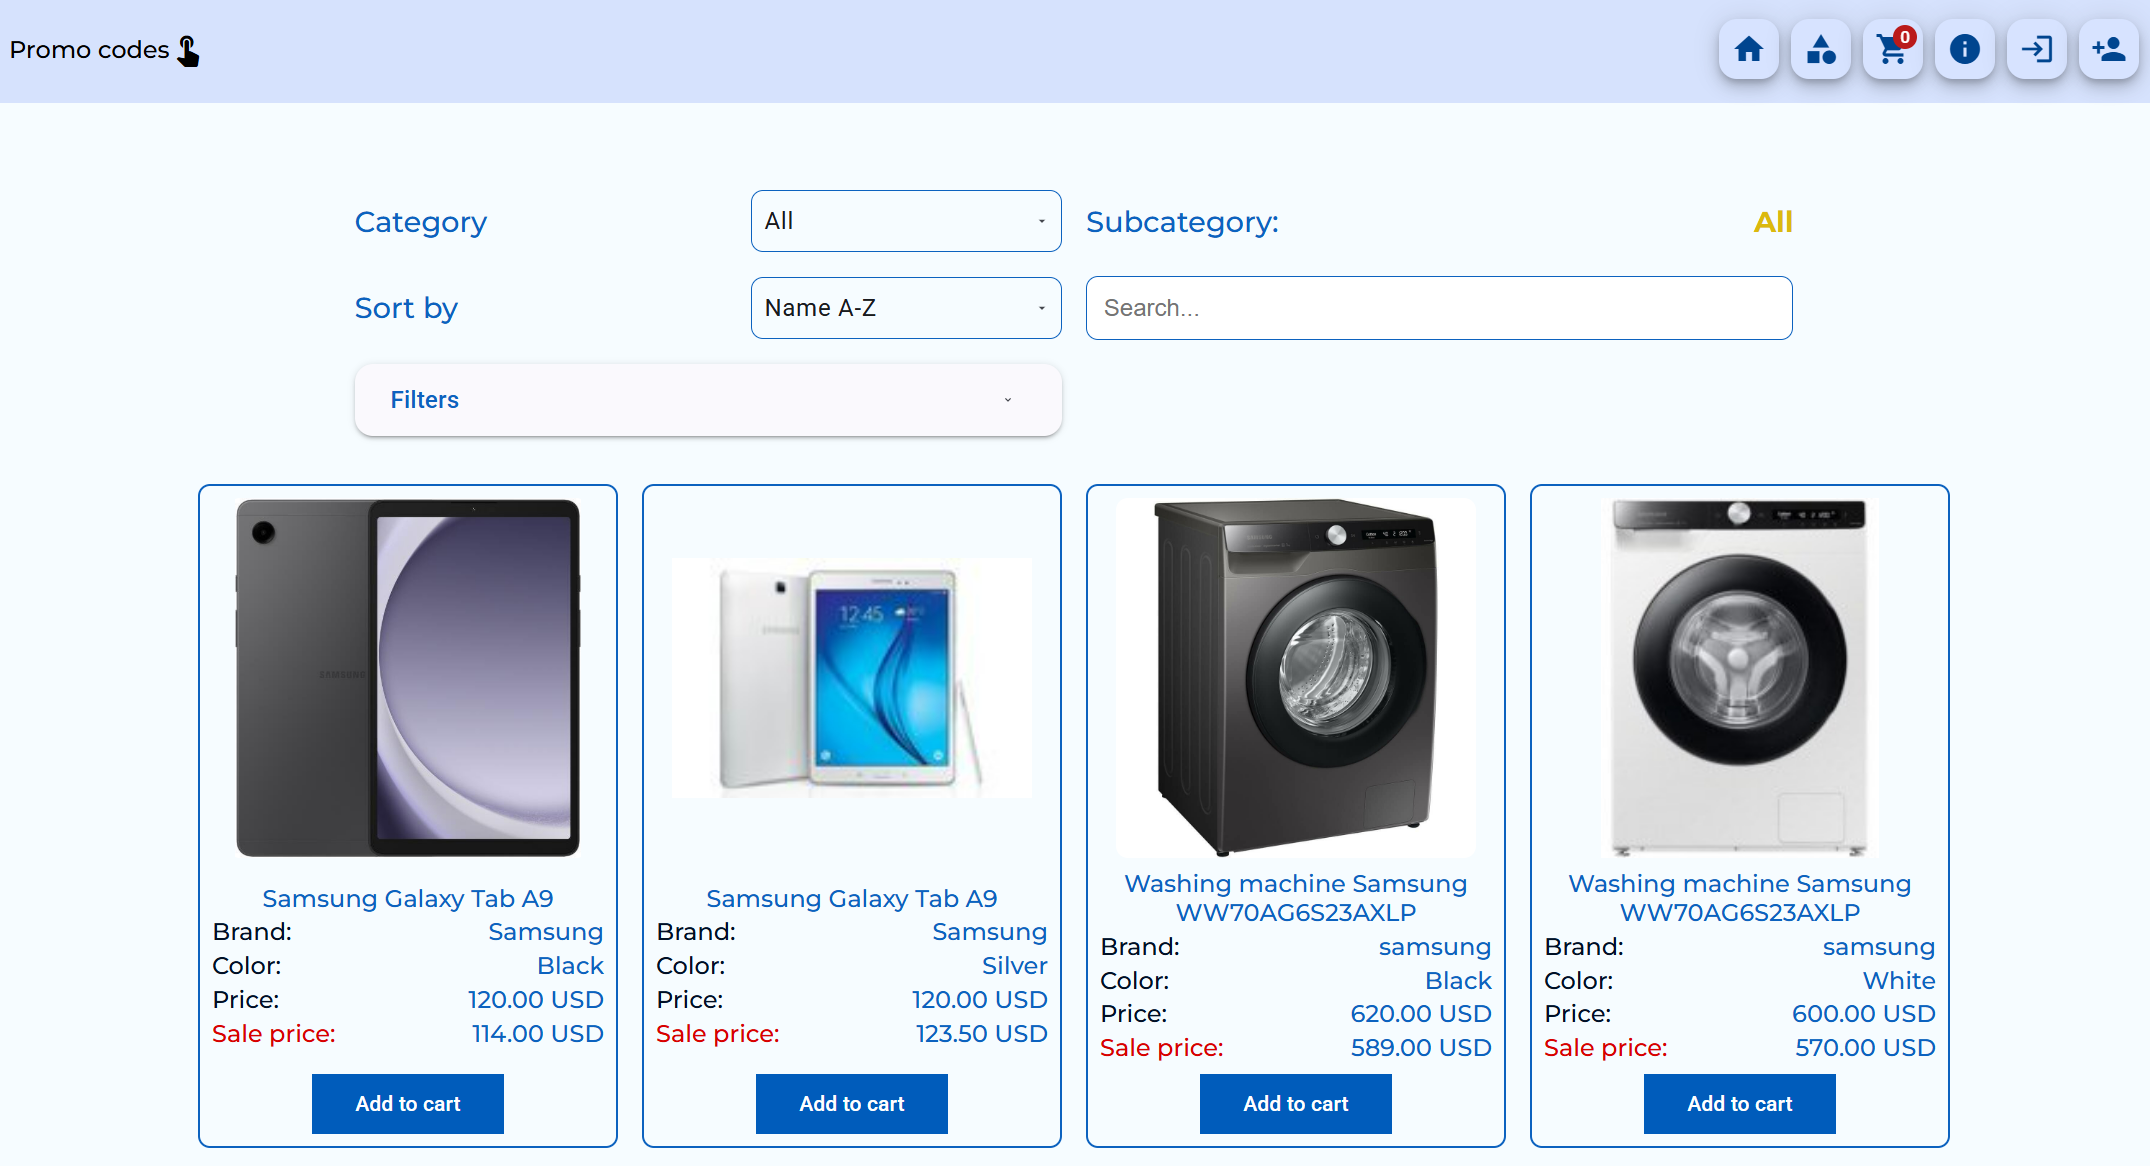 Promo codes
0
Category
All
Subcategory:
All
Sort by
Name A-Z
Search...
Filters
SAMSUNG
12:45
Samsung Galaxy Tab A9
Brand: Samsung
Color: Black
Price: 120.00 USD
Sale price: 114.00 USD
Add to cart
Samsung Galaxy Tab A9
Brand: Samsung
Color: Silver
Price: 120.00 USD
Sale price: 123.50 USD
Add to cart
Washing machine Samsung
WW70AG6S23AXLP
Brand: samsung
Color: Black
Price: 620.00 USD
Sale price: 589.00 USD
Add to cart
Washing machine Samsung
WW70AG6S23AXLP
Brand: samsung
Color: White
Price: 600.00 USD
Sale price: 570.00 USD
Add to cart